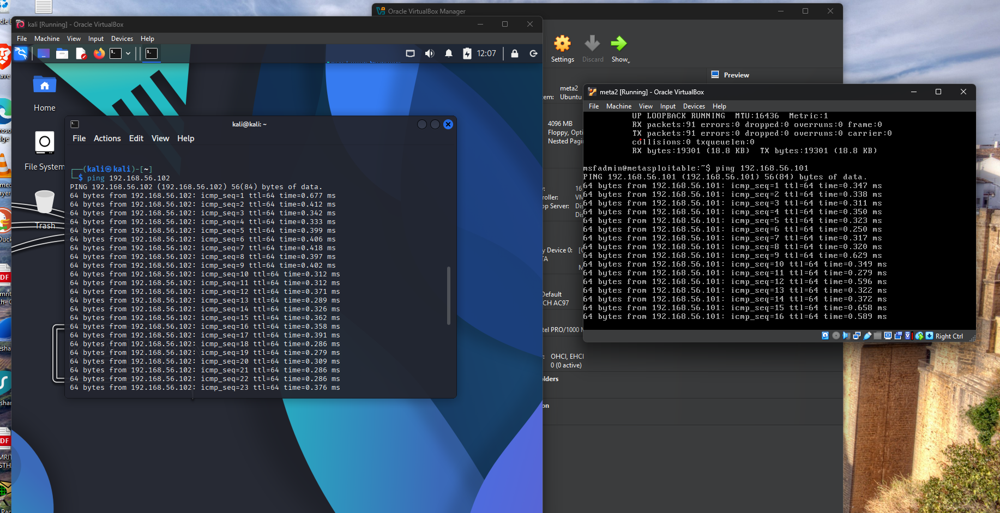 Oracle VirtualBox Manager
kali [Running] - Oracle VirtualBox
File Machine View Input Devices Help
12:07
Settings
Discard
Show
Preview
Home
File System
Trash
kali@kali: ~
File Actions Edit View Help
┌──(kali㉿kali)-[~]
└─$ ping 192.168.56.102
PING 192.168.56.102 (192.168.56.102) 56(84) bytes of data.
64 bytes from 192.168.56.102: icmp_seq=1 ttl=64 time=0.677 ms
64 bytes from 192.168.56.102: icmp_seq=2 ttl=64 time=0.412 ms
64 bytes from 192.168.56.102: icmp_seq=3 ttl=64 time=0.342 ms
64 bytes from 192.168.56.102: icmp_seq=4 ttl=64 time=0.333 ms
64 bytes from 192.168.56.102: icmp_seq=5 ttl=64 time=0.399 ms
64 bytes from 192.168.56.102: icmp_seq=6 ttl=64 time=0.406 ms
64 bytes from 192.168.56.102: icmp_seq=7 ttl=64 time=0.418 ms
64 bytes from 192.168.56.102: icmp_seq=8 ttl=64 time=0.397 ms
64 bytes from 192.168.56.102: icmp_seq=9 ttl=64 time=0.402 ms
64 bytes from 192.168.56.102: icmp_seq=10 ttl=64 time=0.312 ms
64 bytes from 192.168.56.102: icmp_seq=11 ttl=64 time=0.312 ms
64 bytes from 192.168.56.102: icmp_seq=12 ttl=64 time=0.371 ms
64 bytes from 192.168.56.102: icmp_seq=13 ttl=64 time=0.289 ms
64 bytes from 192.168.56.102: icmp_seq=14 ttl=64 time=0.326 ms
64 bytes from 192.168.56.102: icmp_seq=15 ttl=64 time=0.362 ms
64 bytes from 192.168.56.102: icmp_seq=16 ttl=64 time=0.358 ms
64 bytes from 192.168.56.102: icmp_seq=17 ttl=64 time=0.391 ms
64 bytes from 192.168.56.102: icmp_seq=18 ttl=64 time=0.286 ms
64 bytes from 192.168.56.102: icmp_seq=19 ttl=64 time=0.279 ms
64 bytes from 192.168.56.102: icmp_seq=20 ttl=64 time=0.309 ms
64 bytes from 192.168.56.102: icmp_seq=21 ttl=64 time=0.286 ms
64 bytes from 192.168.56.102: icmp_seq=22 ttl=64 time=0.286 ms
64 bytes from 192.168.56.102: icmp_seq=23 ttl=64 time=0.376 ms
meta2
em: Ubuntu
4096 MB
Floppy, Opti
Nested Pagi
16
roller: VM
op Server: Dis
Dis
y Device 0:
TA
Default
CH AC97
tel PRO/1000 M
OHCI, EHCI
0 (0 active)
olders
on
meta2 [Running] - Oracle VirtualBox
File Machine View Input Devices Help
UP LOOPBACK RUNNING MTU:16436 Metric:1
RX packets:91 errors:0 dropped:0 overruns:0 frame:0
TX packets:91 errors:0 dropped:0 overruns:0 carrier:0
collisions:0 txqueuelen:0
RX bytes:19301 (18.8 KB) TX bytes:19301 (18.8 KB)
msfadmin@metasploitable:~$ ping 192.168.56.101
PING 192.168.56.101 (192.168.56.101) 56(84) bytes of data.
64 bytes from 192.168.56.101: icmp_seq=1 ttl=64 time=0.347 ms
64 bytes from 192.168.56.101: icmp_seq=2 ttl=64 time=0.338 ms
64 bytes from 192.168.56.101: icmp_seq=3 ttl=64 time=0.311 ms
64 bytes from 192.168.56.101: icmp_seq=4 ttl=64 time=0.350 ms
64 bytes from 192.168.56.101: icmp_seq=5 ttl=64 time=0.323 ms
64 bytes from 192.168.56.101: icmp_seq=6 ttl=64 time=0.250 ms
64 bytes from 192.168.56.101: icmp_seq=7 ttl=64 time=0.317 ms
64 bytes from 192.168.56.101: icmp_seq=8 ttl=64 time=0.320 ms
64 bytes from 192.168.56.101: icmp_seq=9 ttl=64 time=0.629 ms
64 bytes from 192.168.56.101: icmp_seq=10 ttl=64 time=0.349 ms
64 bytes from 192.168.56.101: icmp_seq=11 ttl=64 time=0.279 ms
64 bytes from 192.168.56.101: icmp_seq=12 ttl=64 time=0.596 ms
64 bytes from 192.168.56.101: icmp_seq=13 ttl=64 time=0.322 ms
64 bytes from 192.168.56.101: icmp_seq=14 ttl=64 time=0.372 ms
64 bytes from 192.168.56.101: icmp_seq=15 ttl=64 time=0.658 ms
64 bytes from 192.168.56.101: icmp_seq=16 ttl=64 time=0.589 ms
Right Ctrl